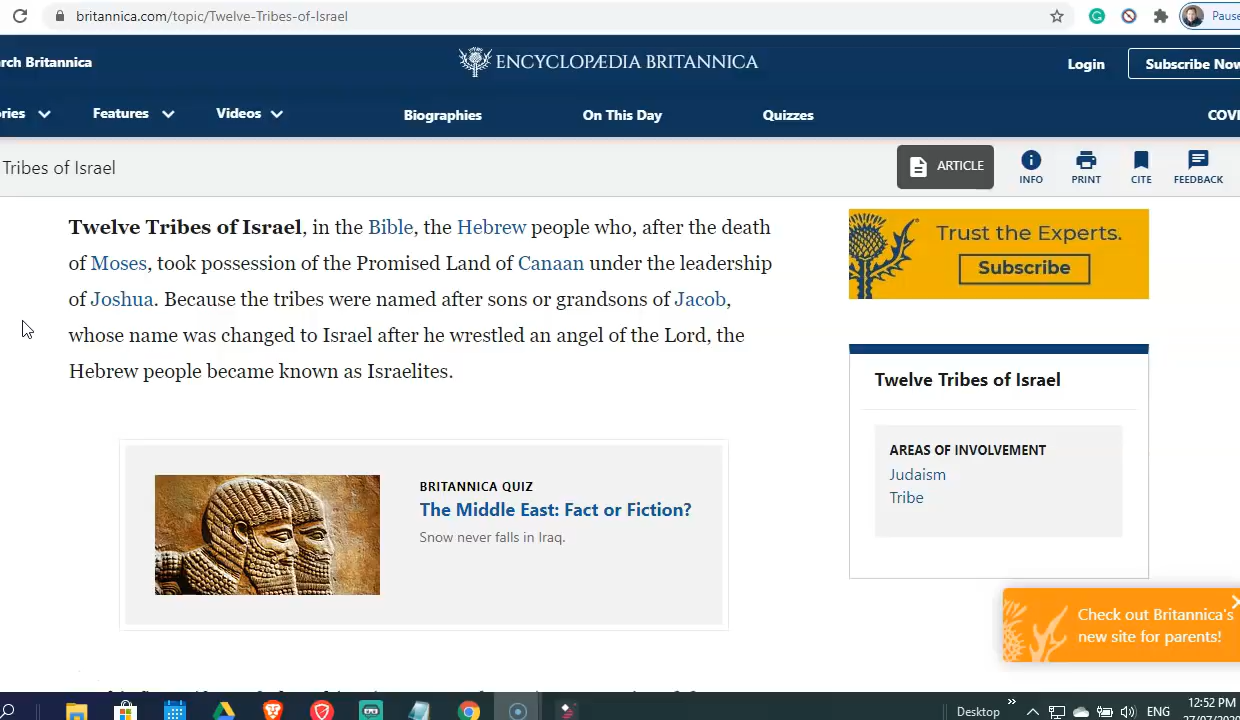 britannica.com/topic/Twelve-Tribes-of-Israel
Pause
rch Britannica
ENCYCLOPÆDIA BRITANNICA
Login
Subscribe Now
ries
Features
Videos
Biographies
On This Day
Quizzes
COVI
Tribes of Israel
ARTICLE
INFO
PRINT
CITE
FEEDBACK
Twelve Tribes of Israel, in the Bible, the Hebrew people who, after the death
of Moses, took possession of the Promised Land of Canaan under the leadership
of Joshua. Because the tribes were named after sons or grandsons of Jacob,
whose name was changed to Israel after he wrestled an angel of the Lord, the
Hebrew people became known as Israelites.
Trust the Experts.
Subscribe
Twelve Tribes of Israel
AREAS OF INVOLVEMENT
Judaism
Tribe
BRITANNICA QUIZ
The Middle East: Fact or Fiction?
Snow never falls in Iraq.
Check out Britannica's
new site for parents!
Desktop
ENG
12:52 PM